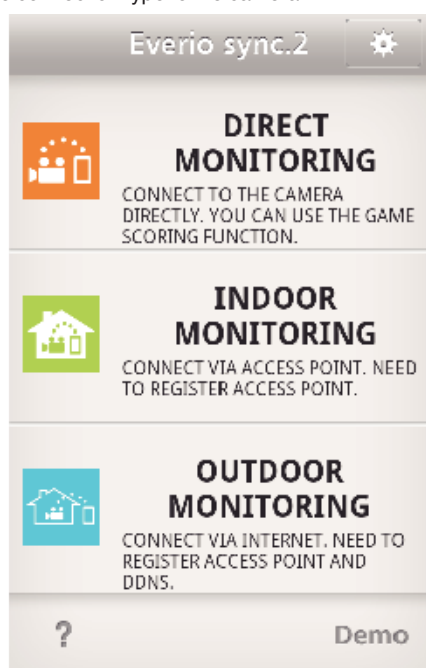 Everio sync.2
DIRECT
MONITORING
CONNECT TO THE CAMERA
DIRECTLY. YOU CAN USE THE GAME
SCORING FUNCTION.
INDOOR
MONITORING
CONNECT VIA ACCESS POINT. NEED
TO REGISTER ACCESS POINT.
OUTDOOR
MONITORING
CONNECT VIA INTERNET. NEED TO
REGISTER ACCESS POINT AND
DDNS.
? Demo